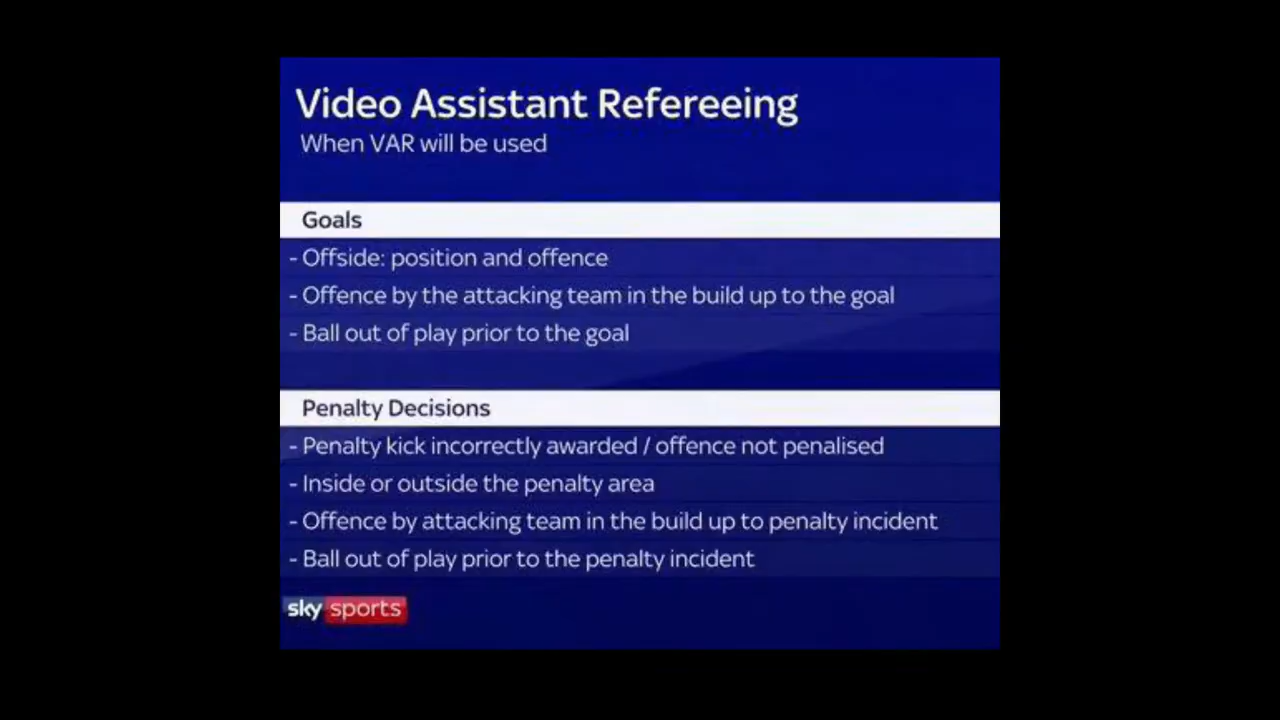 Video Assistant Refereeing
When VAR will be used
Goals
- Offside: position and offence
- Offence by the attacking team in the build up to the goal
- Ball out of play prior to the goal
Penalty Decisions
- Penalty kick incorrectly awarded / offence not penalised
- Inside or outside the penalty area
- Offence by attacking team in the build up to penalty incident
- Ball out of play prior to the penalty incident
sky sports